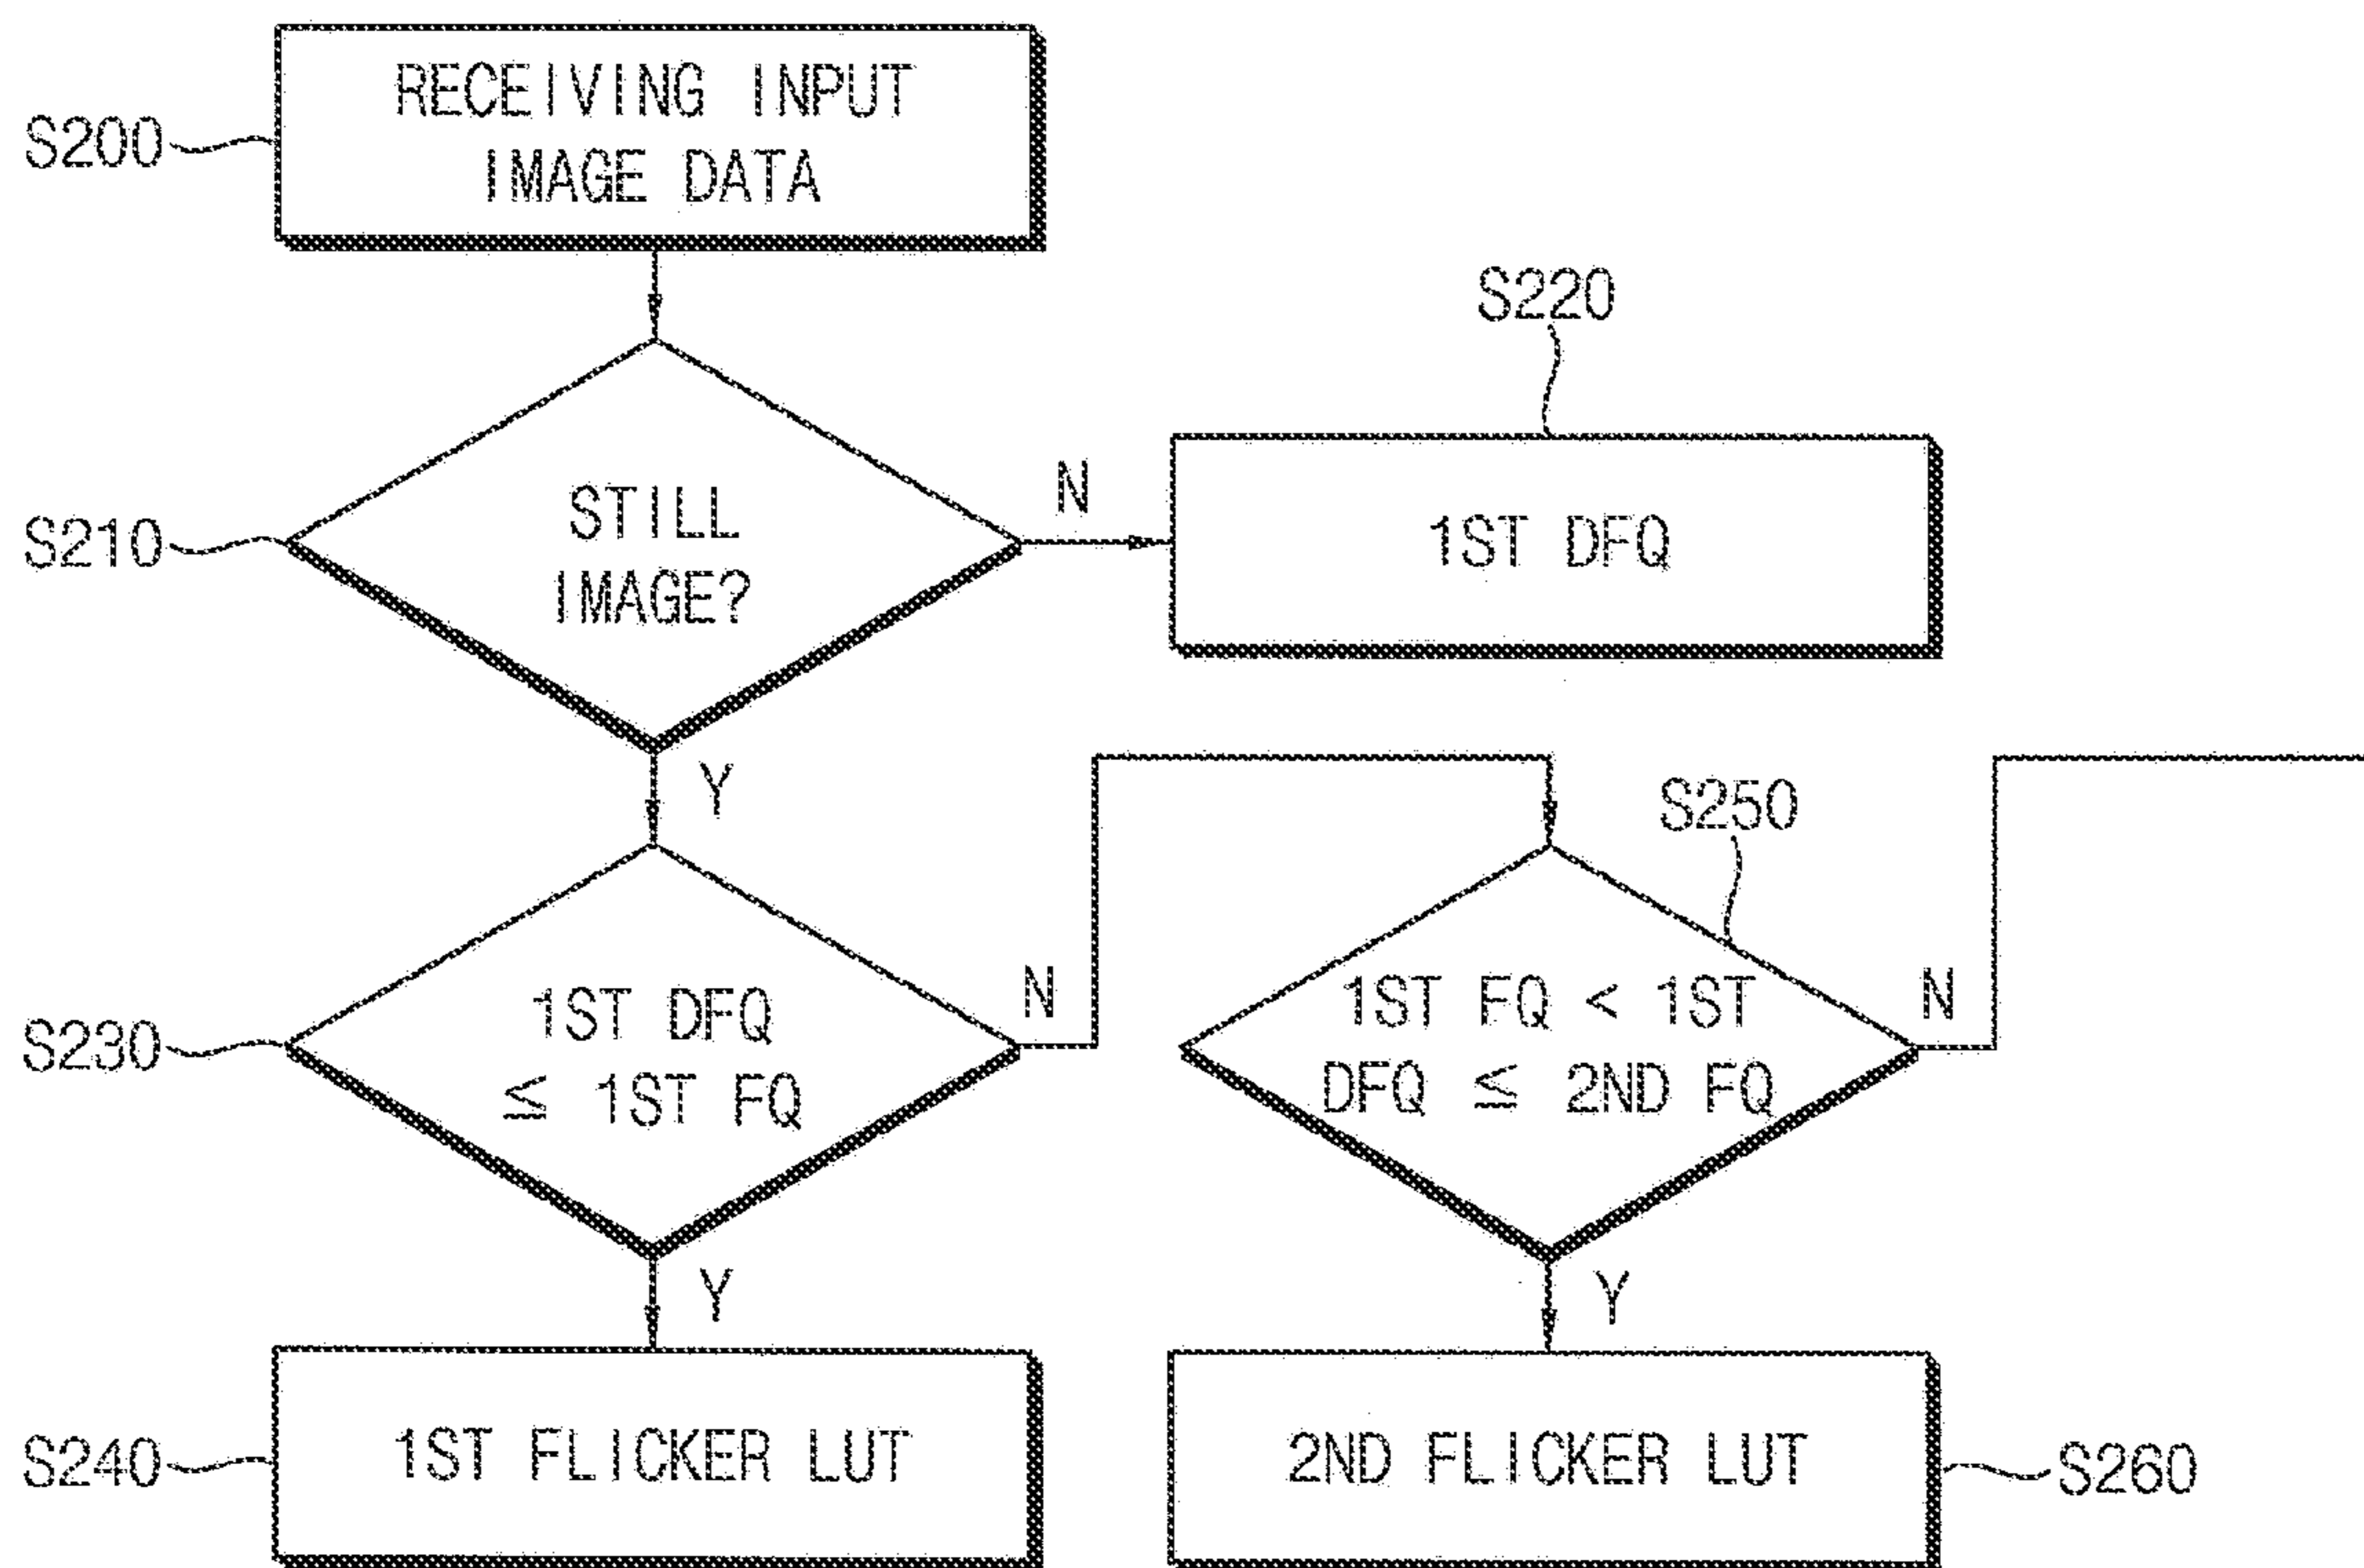 RECEIVING INPUT
IMAGE DATA
S200
S220
STILL
IMAGE?
N
S210
1ST DFQ
Y
S250
1ST DFQ
≤ 1ST FQ
N
S230
1ST FQ < 1ST
DFQ ≤ 2ND FQ
N
Y
Y
S240
1ST FLICKER LUT
2ND FLICKER LUT
S260